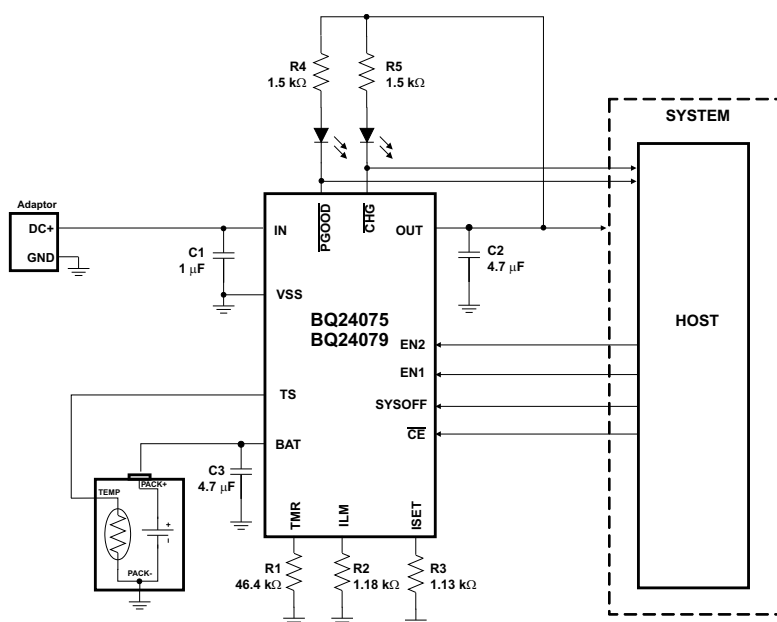 R4
1.5 kΩ
R5
1.5 kΩ
SYSTEM
Adaptor
DC+
GND
IN
PGOOD
CHG
OUT
C1
1 μF
C2
4.7 μF
VSS
BQ24075
BQ24079
HOST
EN2
EN1
TS
SYSOFF
BAT
CE
C3
4.7 μF
PACK+
TEMP
+
–
PACK-
TMR
ILM
ISET
R1
46.4 kΩ
R2
1.18 kΩ
R3
1.13 kΩ